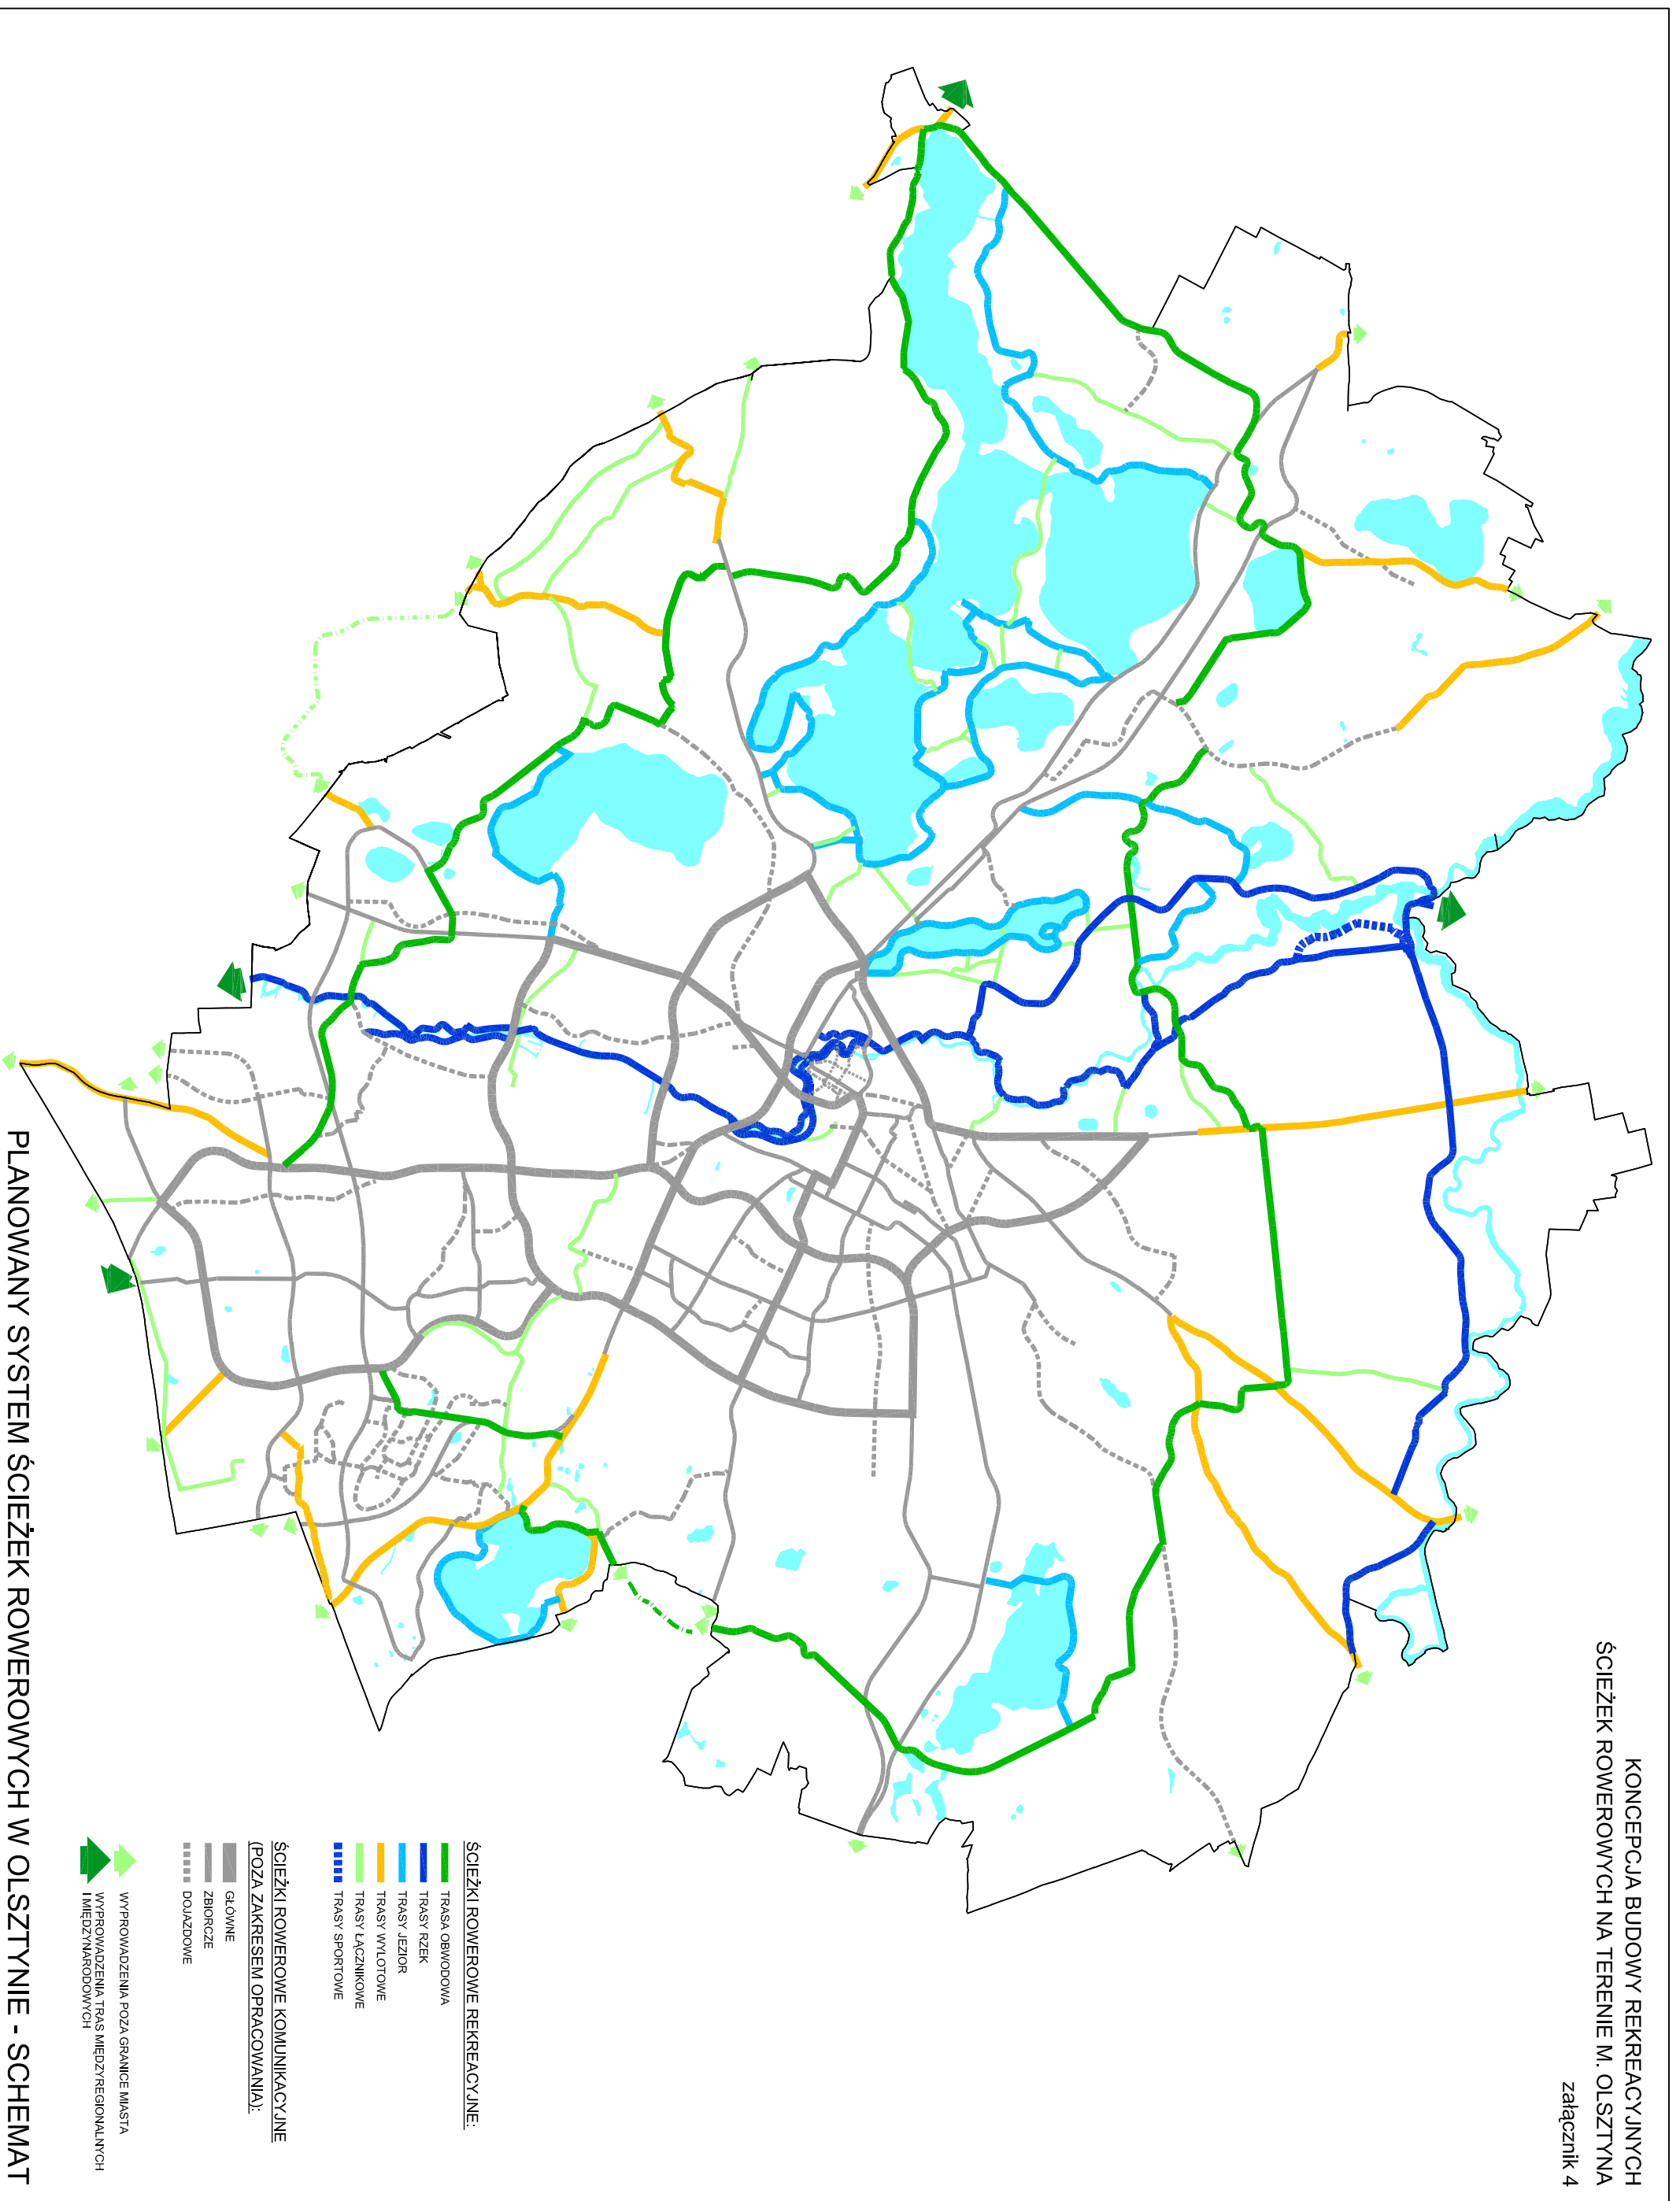 KONCEPCJA BUDOWY REKREACYJNYCH
ŚCIEŻEK ROWEROWYCH NA TERENIE M. OLSZTYNA
załącznik 4
ŚCIEŻKI ROWEROWE REKREACYJNE:
TRASA OBWODOWA
TRASY RZEK
TRASY JEZIOR
TRASY WYLOTOWE
TRASY ŁĄCZNIKOWE
TRASY SPORTOWE
ŚCIEŻKI ROWEROWE KOMUNIKACYJNE
(POZA ZAKRESEM OPRACOWANIA):
GŁÓWNE
ZBIORCZE
DOJAZDOWE
WYPROWADZENIA POZA GRANICE MIASTA
WYPROWADZENIA TRAS MIĘDZYREGIONALNYCH
I MIĘDZYNARODOWYCH
PLANOWANY SYSTEM ŚCIEŻEK ROWEROWYCH W OLSZTYNIE - SCHEMAT